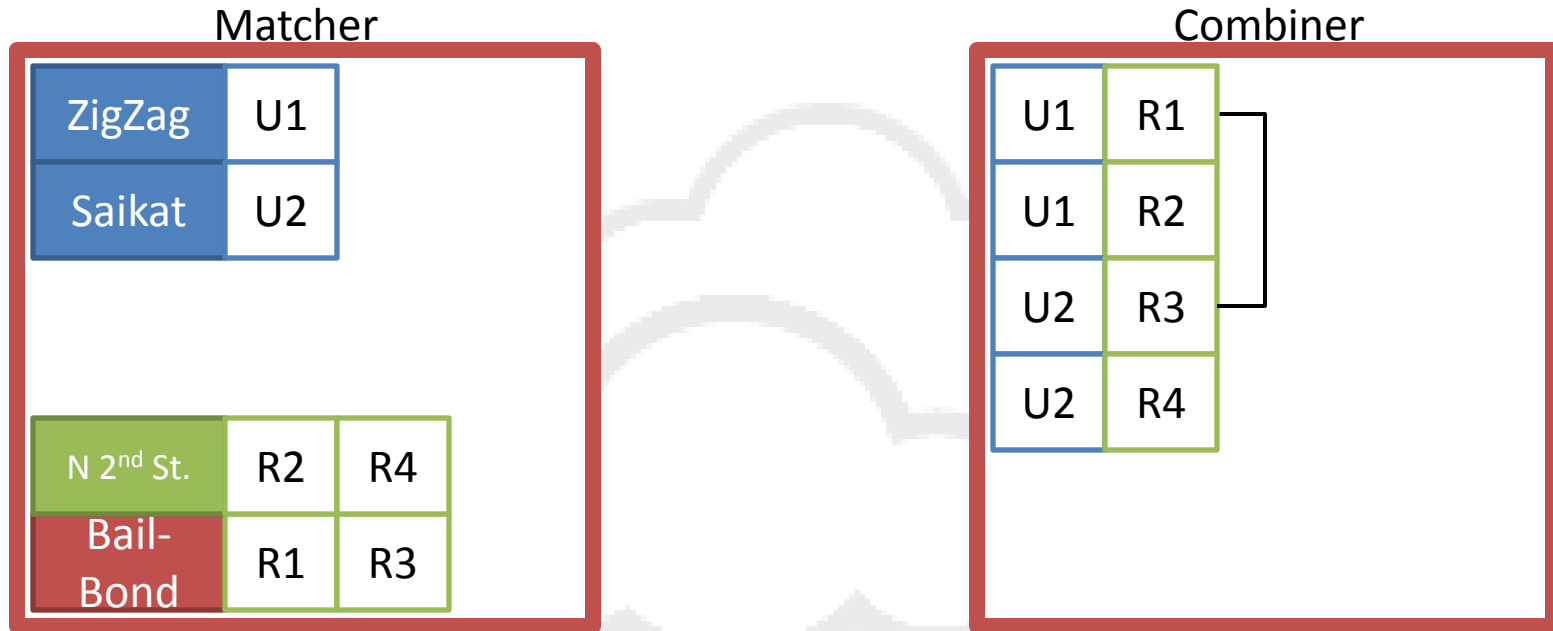 Matcher
ZigZag U1
Saikat U2
N 2nd St. R2 R4
Bail-
Bond R1 R3
Combiner
U1 R1
U1 R2
U2 R3
U2 R4